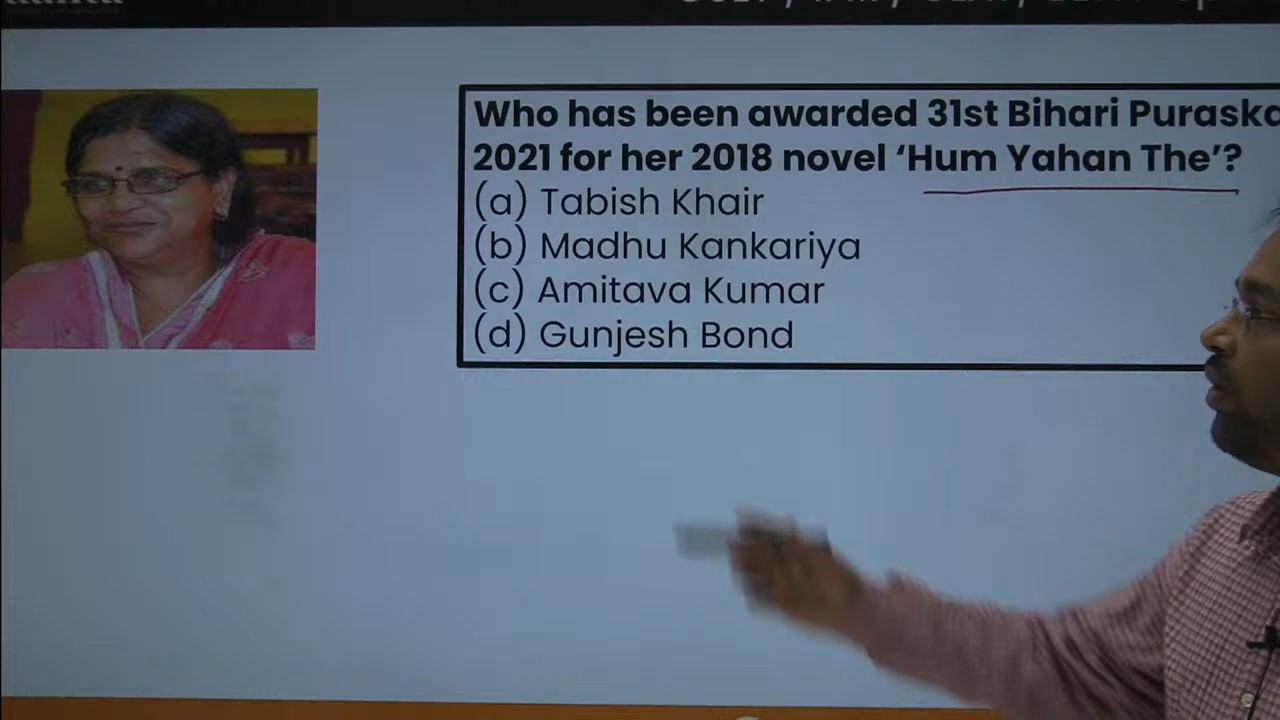 Who has been awarded 31st Bihari Puraska
2021 for her 2018 novel ‘Hum Yahan The’?
(a) Tabish Khair
(b) Madhu Kankariya
(c) Amitava Kumar
(d) Gunjesh Bond